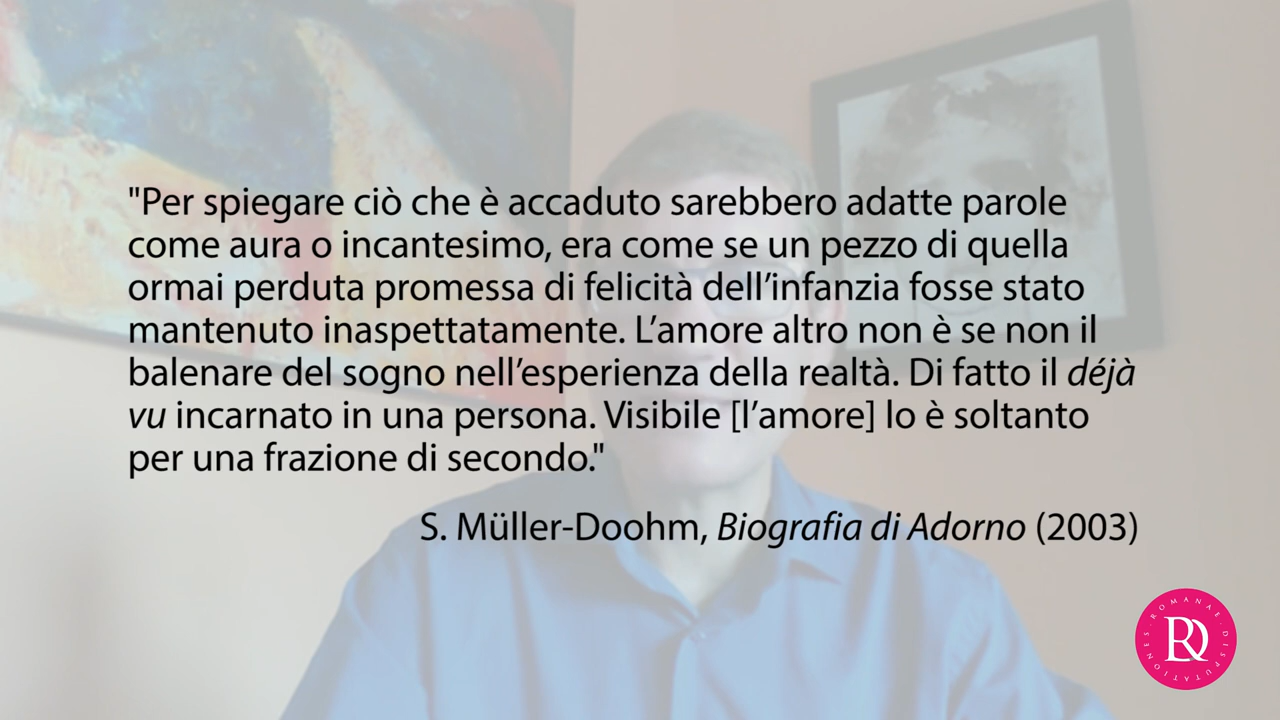 "Per spiegare ciò che è accaduto sarebbero adatte parole
come aura o incantesimo, era come se un pezzo di quella
ormai perduta promessa di felicità dell’infanzia fosse stato
mantenuto inaspettatamente. L’amore altro non è se non il
balenare del sogno nell’esperienza della realtà. Di fatto il déjà
vu incarnato in una persona. Visibile [l’amore] lo è soltanto
per una frazione di secondo."
S. Müller-Doohm, Biografia di Adorno (2003)
ROMANAE · DISPUTATIONES ·
RD